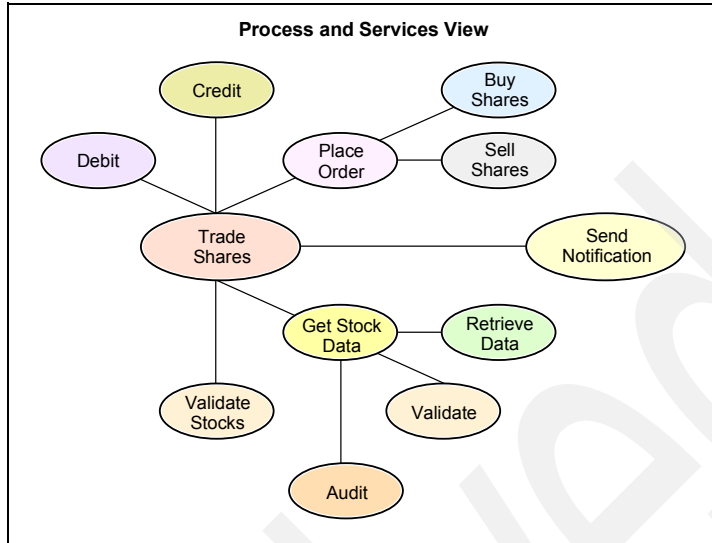 Process and Services View
Credit
Buy
Shares
Debit
Place
Order
Sell
Shares
Trade
Shares
Send
Notification
Get Stock
Data
Retrieve
Data
Validate
Stocks
Validate
Audit